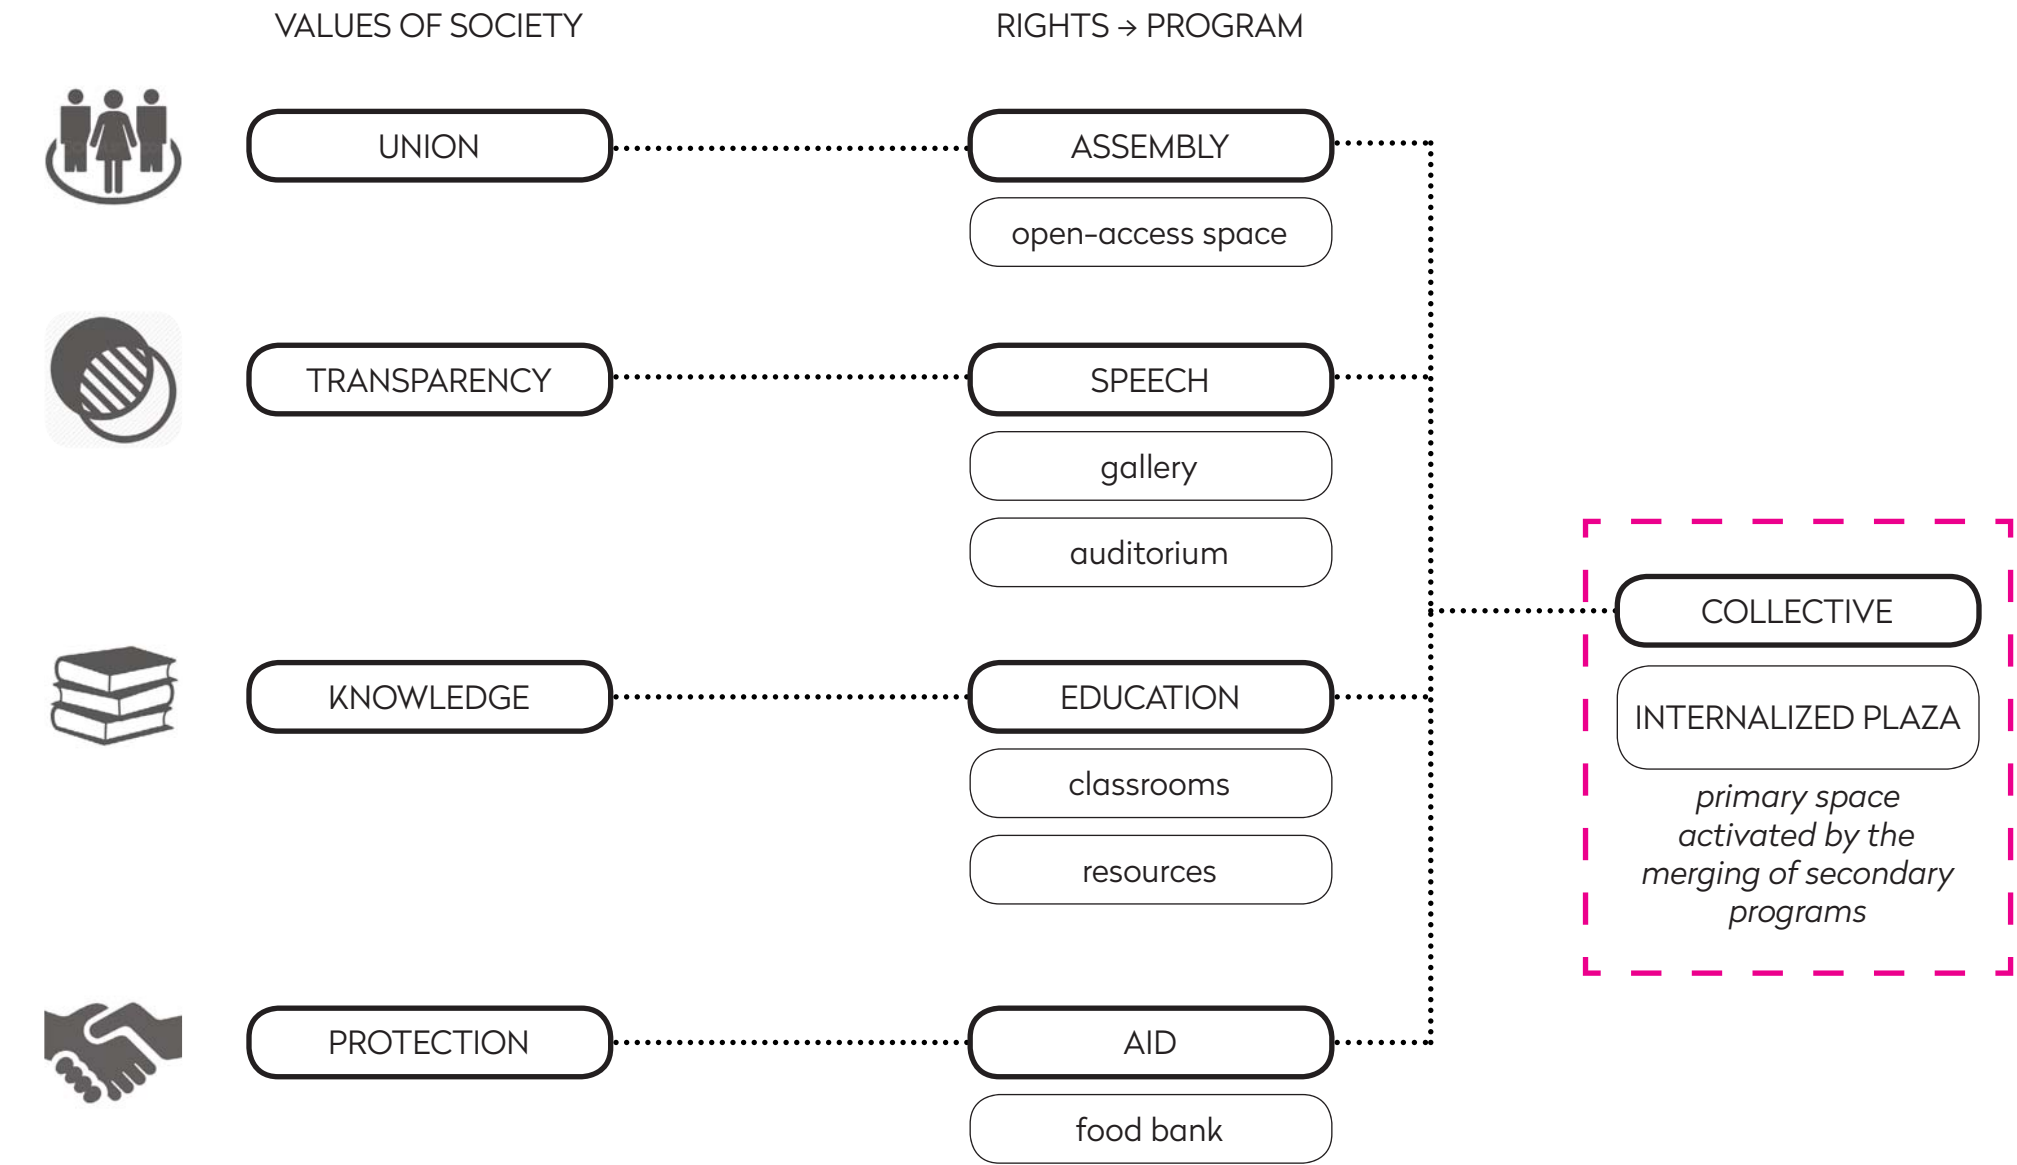 VALUES OF SOCIETY
RIGHTS → PROGRAM
UNION
ASSEMBLY
open-access space
TRANSPARENCY
SPEECH
gallery
auditorium
KNOWLEDGE
EDUCATION
classrooms
resources
PROTECTION
AID
food bank
COLLECTIVE
INTERNALIZED PLAZA
primary space
activated by the
merging of secondary
programs